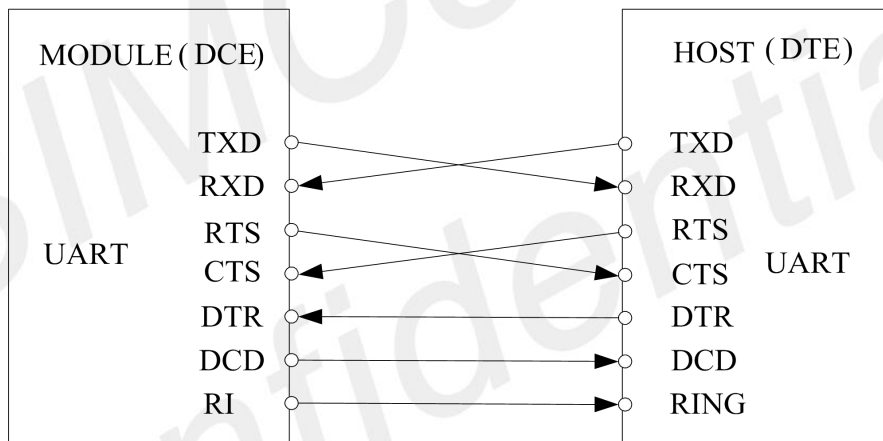 MODULE ( DCE)
HOST ( DTE)
TXD
RXD
RTS
CTS
DTR
DCD
RI
UART
TXD
RXD
RTS
CTS
DTR
DCD
RING
UART